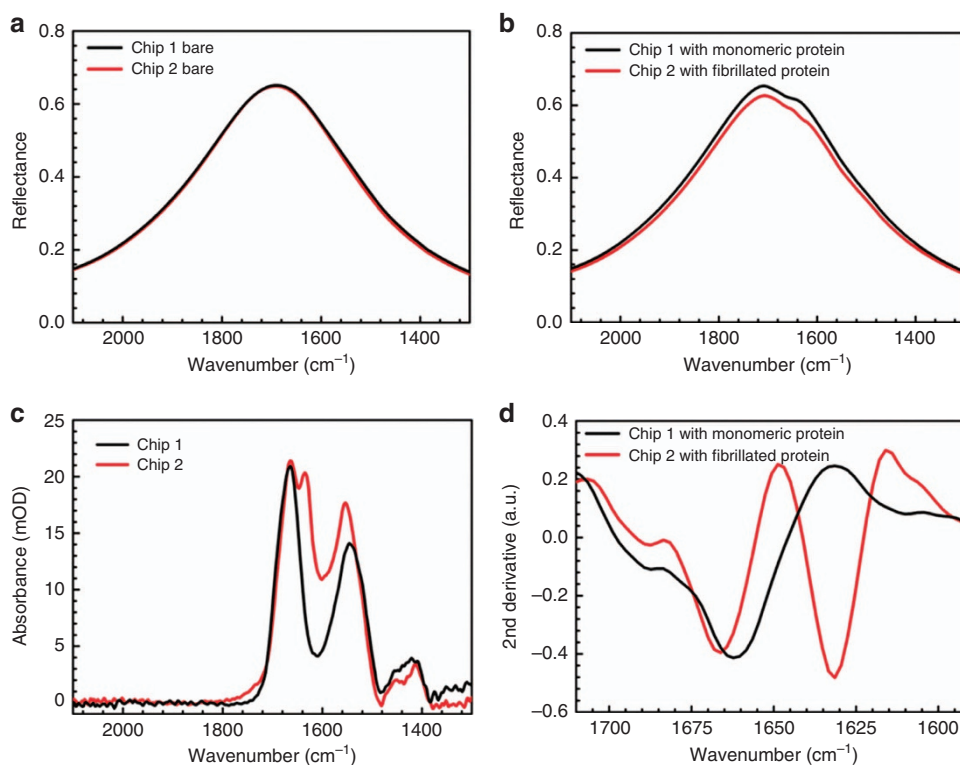 a
Chip 1 bare
Chip 2 bare
0.8
0.6
0.4
0.2
0.0
Reflectance
2000 1800 1600 1400
Wavenumber (cm⁻¹)
b
Chip 1 with monomeric protein
Chip 2 with fibrillated protein
0.8
0.6
0.4
0.2
0.0
Reflectance
2000 1800 1600 1400
Wavenumber (cm⁻¹)
c
Chip 1
Chip 2
25
20
15
10
5
0
Absorbance (mOD)
2000 1800 1600 1400
Wavenumber (cm⁻¹)
d
Chip 1 with monomeric protein
Chip 2 with fibrillated protein
0.4
0.2
0.0
−0.2
−0.4
−0.6
2nd derivative (a.u.)
1700 1675 1650 1625 1600
Wavenumber (cm⁻¹)